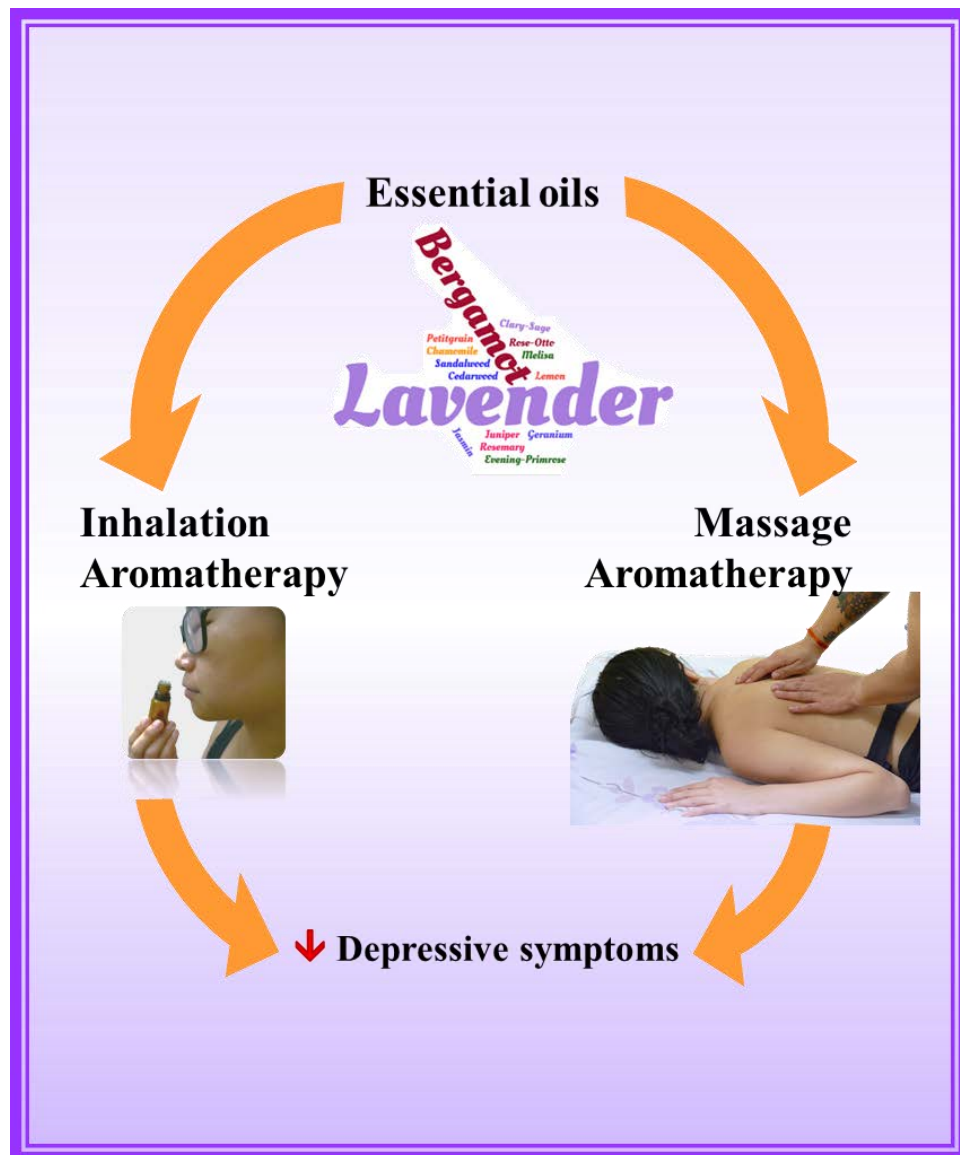 Essential oils
Bergamot
Clary-Sage
Petitgrain
Rose-Otte
Chamomile
Melisa
Sandalwood
Cedarwood
Lemon
Lavender
Jasmin
Juniper
Geranium
Rosemary
Evening-Primrose
Inhalation
Aromatherapy
Massage
Aromatherapy
↓ Depressive symptoms